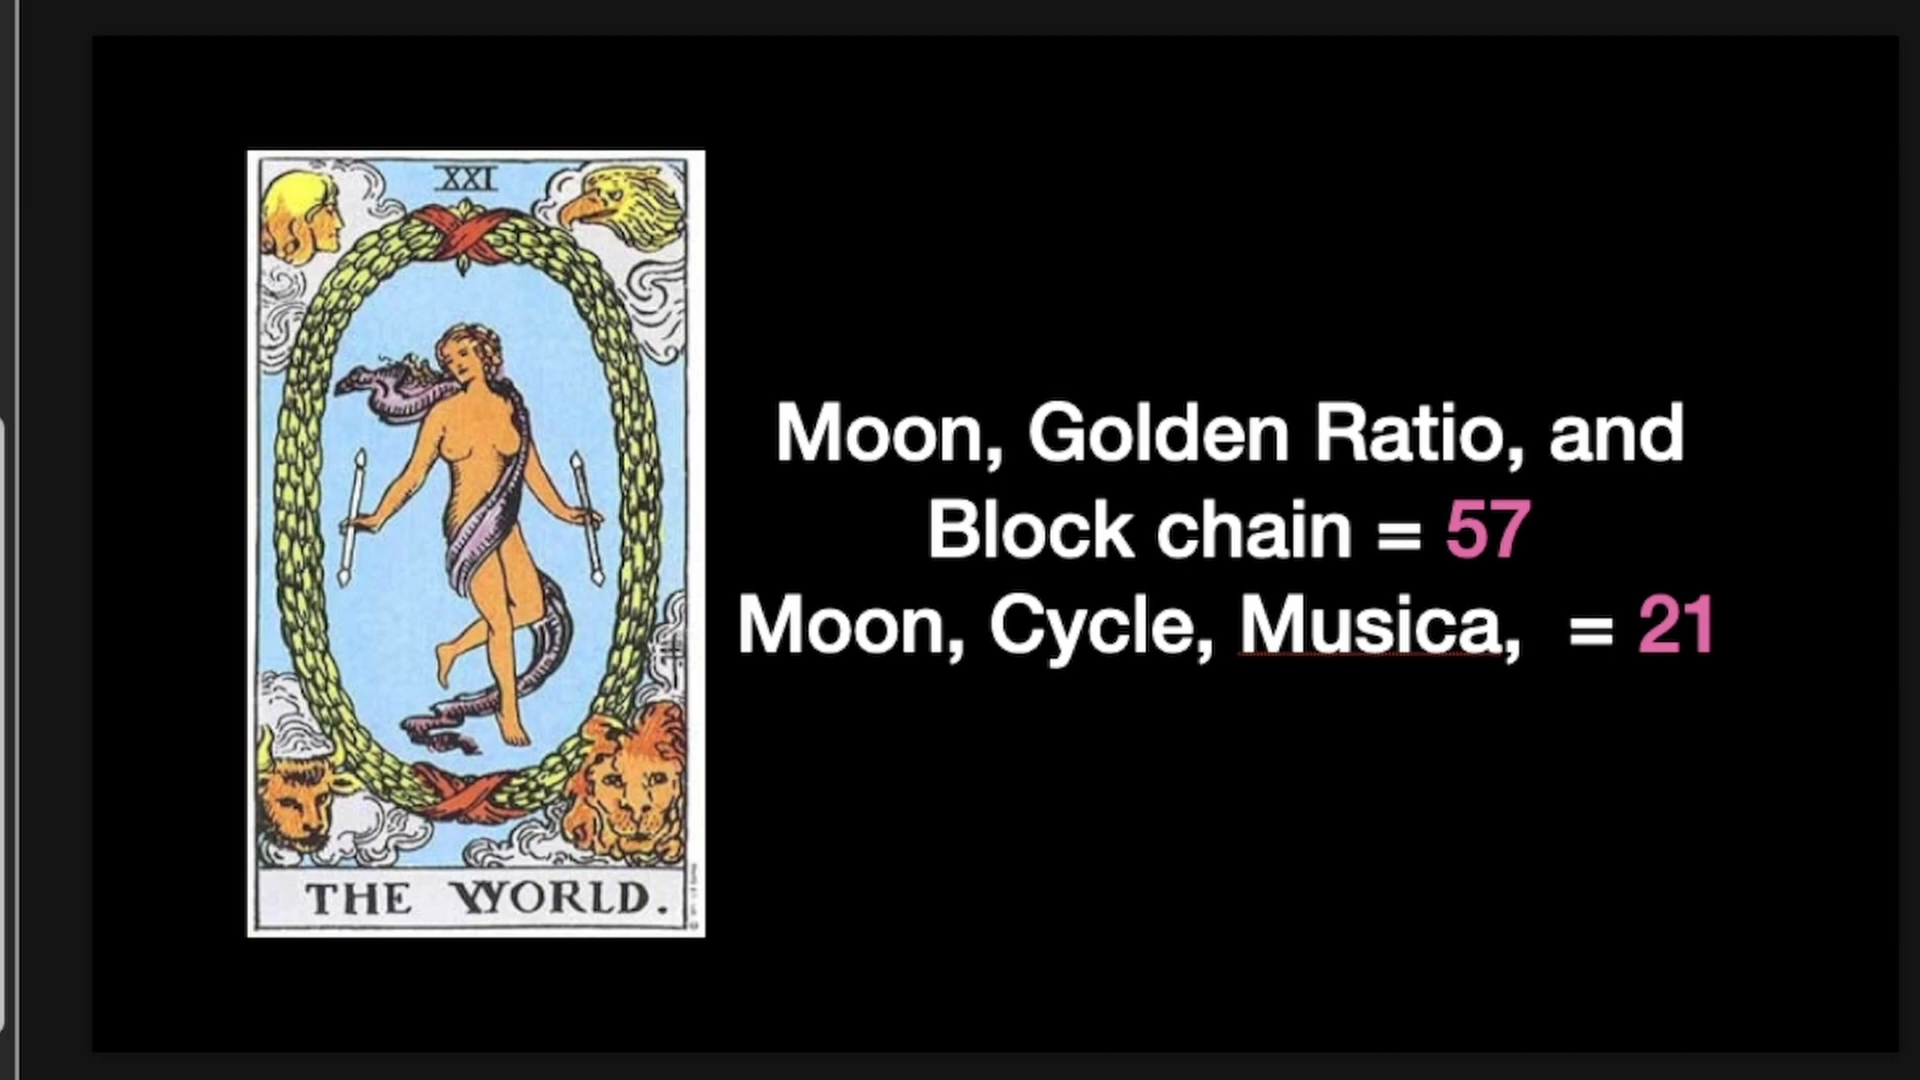 XXI
THE WORLD.
Moon, Golden Ratio, and
Block chain = 57
Moon, Cycle, Musica,  = 21